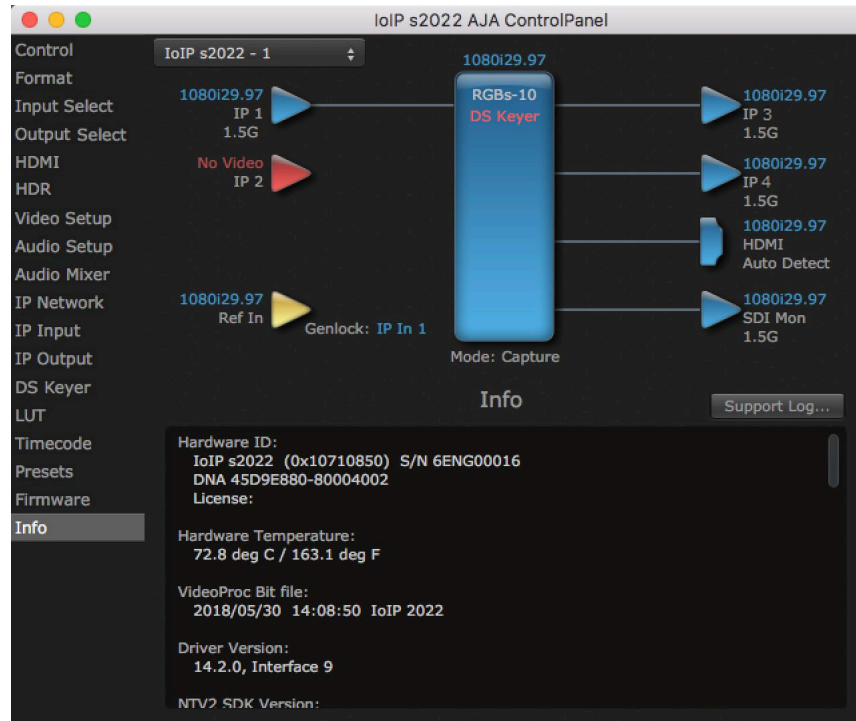 IoIP s2022 AJA ControlPanel
Control
Format
Input Select
Output Select
HDMI
HDR
Video Setup
Audio Setup
Audio Mixer
IP Network
IP Input
IP Output
DS Keyer
LUT
Timecode
Presets
Firmware
Info
IoIP s2022 - 1
1080i29.97
IP 1
1.5G
No Video
IP 2
1080i29.97
Ref In
Genlock: IP In 1
1080i29.97
RGBs-10
DS Keyer
Mode: Capture
1080i29.97
IP 3
1.5G
1080i29.97
IP 4
1.5G
1080i29.97
HDMI
Auto Detect
1080i29.97
SDI Mon
1.5G
Info
Support Log...
Hardware ID:
IoIP s2022 (0x10710850) S/N 6ENG00016
DNA 45D9E880-80004002
License:
Hardware Temperature:
72.8 deg C / 163.1 deg F
VideoProc Bit file:
2018/05/30 14:08:50 IoIP 2022
Driver Version:
14.2.0, Interface 9
NTV2 SDK Version: